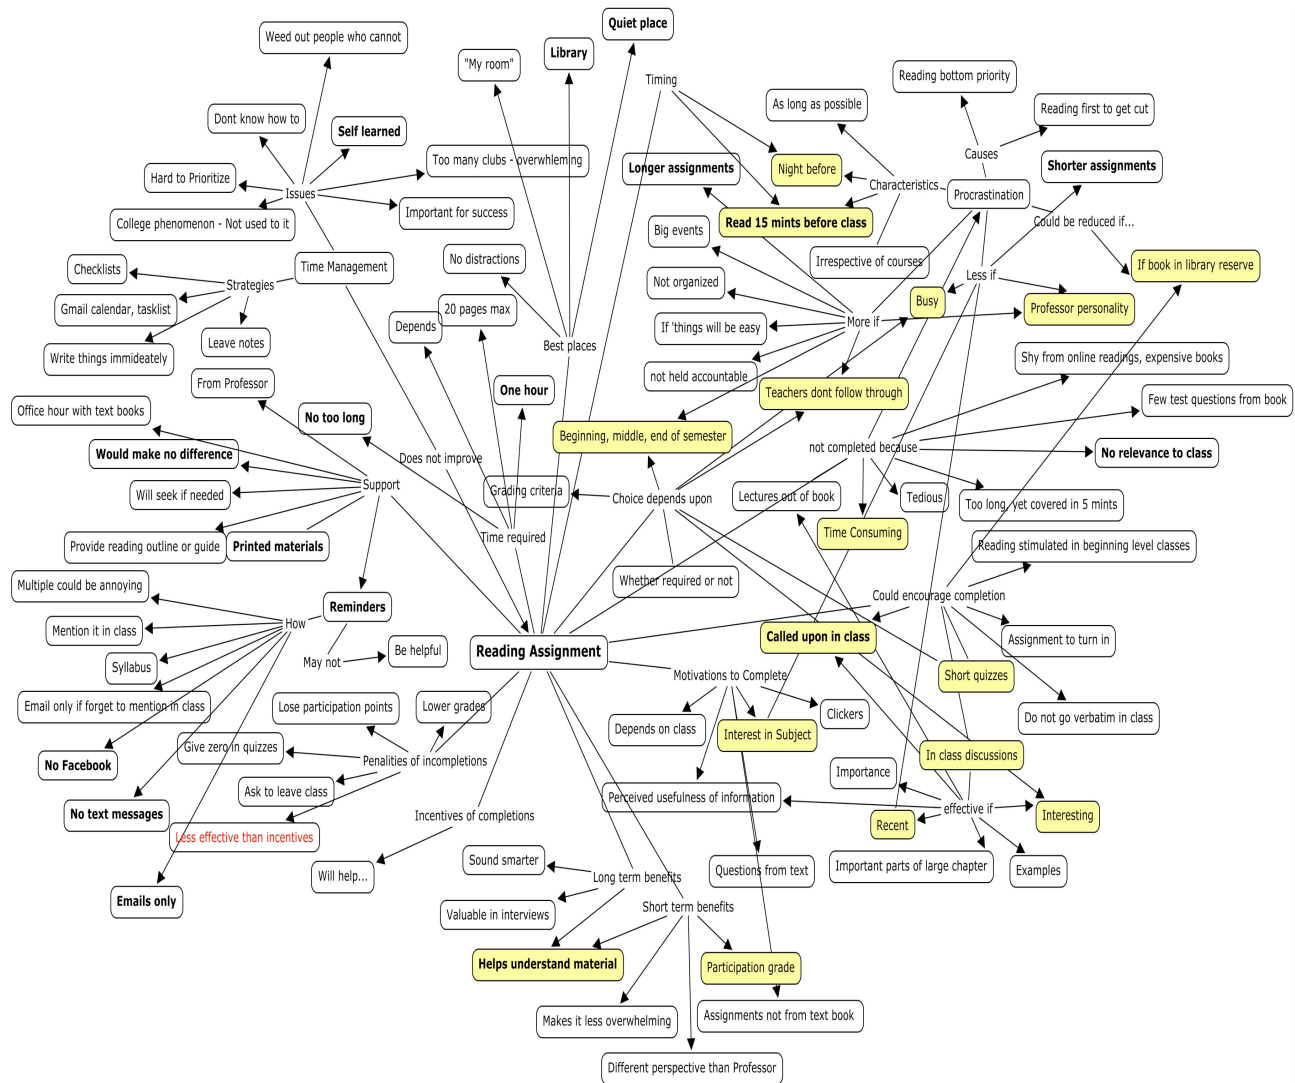 Quiet place
Weed out people who cannot
Library
"My room"
Timing
Reading bottom priority
As long as possible
Reading first to get cut
Dont know how to
Self learned
Causes
Too many clubs - overwhleming
Longer assignments
Night before
Shorter assignments
Hard to Prioritize
Issues
Characteristics
Procrastination
College phenomenon - Not used to it
Important for success
Read 15 mints before class
Could be reduced if...
Big events
No distractions
Irrespective of courses
If book in library reserve
Checklists
Time Management
Strategies
Not organized
Less if
Gmail calendar, tasklist
20 pages max
Busy
Professor personality
Depends
If 'things will be easy
More if
Leave notes
Best places
Write things immideately
Shy from online readings, expensive books
From Professor
not held accountable
One hour
Teachers dont follow through
Few test questions from book
Office hour with text books
No too long
Beginning, middle, end of semester
Would make no difference
Does not improve
not completed because
No relevance to class
Support
Grading criteria
Choice depends upon
Lectures out of book
Tedious
Too long, yet covered in 5 mints
Will seek if needed
Time Consuming
Provide reading outline or guide
Printed materials
Time required
Reading stimulated in beginning level classes
Multiple could be annoying
Whether required or not
Reminders
Could encourage completion
Mention it in class
How
Called upon in class
Assignment to turn in
Be helpful
Reading Assignment
Syllabus
May not
Motivations to Complete
Short quizzes
Email only if forget to mention in class
Lose participation points
Lower grades
Clickers
Do not go verbatim in class
Depends on class
Interest in Subject
Give zero in quizzes
In class discussions
No Facebook
Penalities of incompletions
Importance
Ask to leave class
Perceived usefulness of information
effective if
No text messages
Incentives of completions
Recent
Interesting
Less effective than incentives
Sound smarter
Will help...
Long term benefits
Questions from text
Important parts of large chapter
Examples
Emails only
Valuable in interviews
Short term benefits
Helps understand material
Participation grade
Makes it less overwhelming
Assignments not from text book
Different perspective than Professor